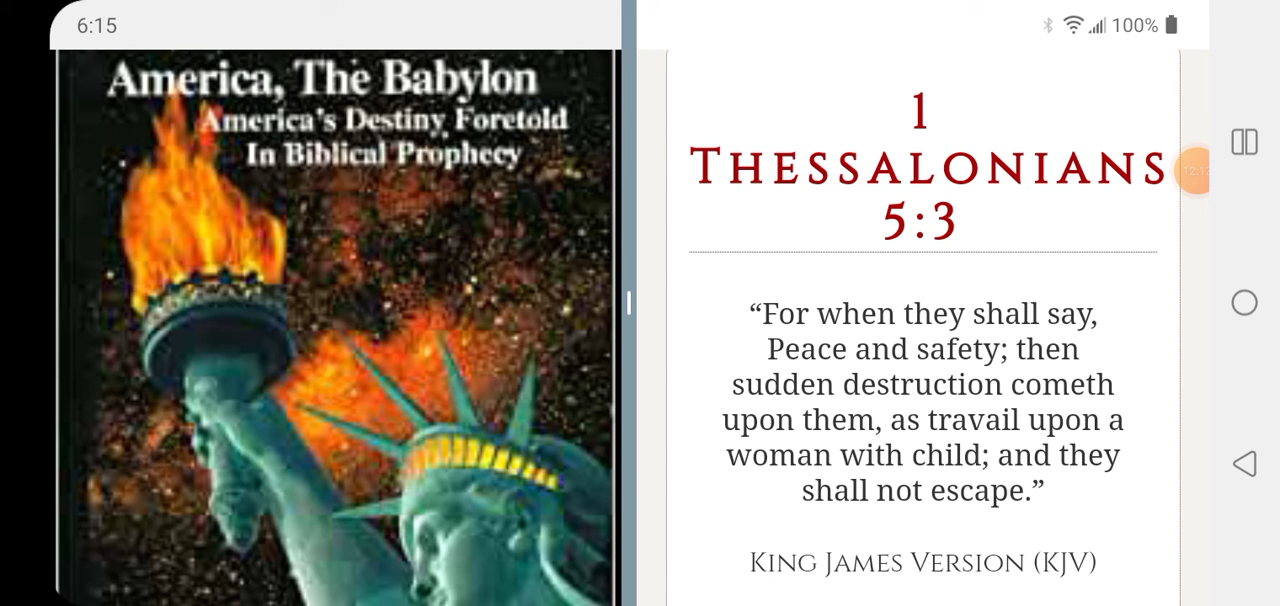 6:15
100%
America, The Babylon
America's Destiny Foretold
In Biblical Prophecy
1
THESSALONIANS
5:3
“For when they shall say,
Peace and safety; then
sudden destruction cometh
upon them, as travail upon a
woman with child; and they
shall not escape.”
KING JAMES VERSION (KJV)